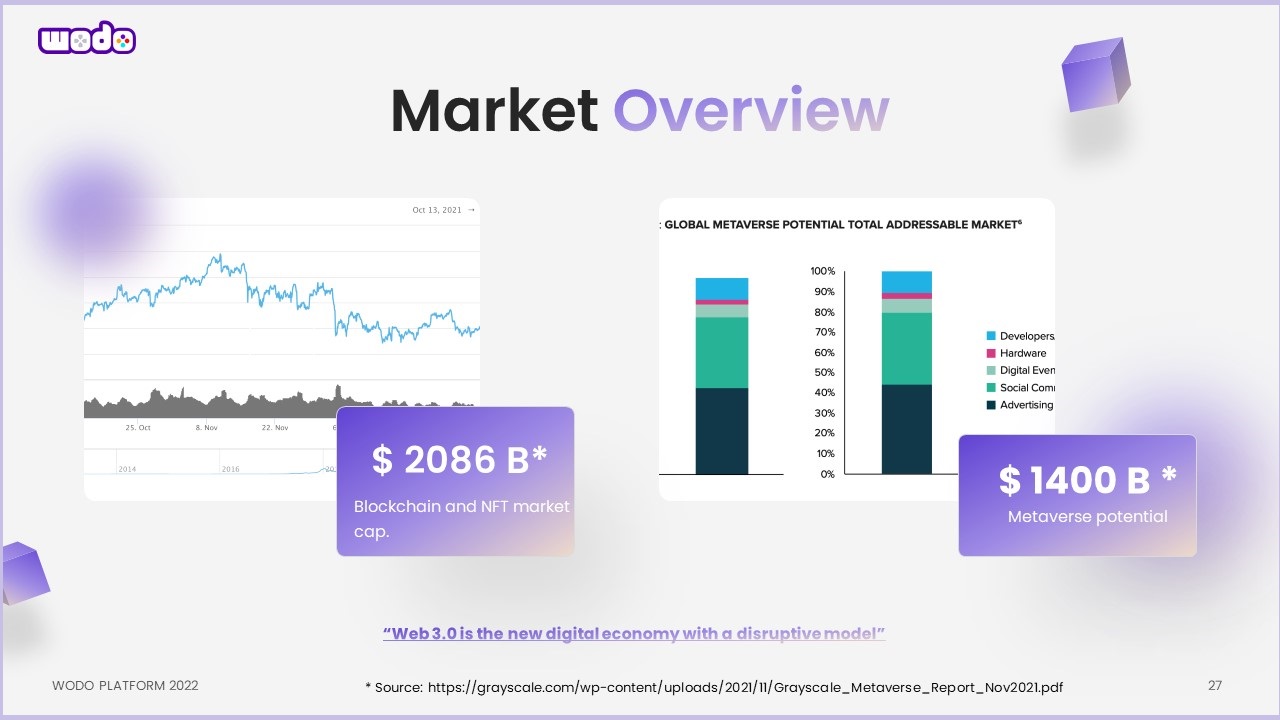 wodo
Market Overview
Oct 13, 2021 →
25. Oct
8. Nov
22. Nov
2014
2016
$ 2086 B*
Blockchain and NFT market
cap.
: GLOBAL METAVERSE POTENTIAL TOTAL ADDRESSABLE MARKET⁶
100%
90%
80%
70%
60%
50%
40%
30%
20%
10%
0%
Developers
Hardware
Digital Even
Social Com
Advertising
$ 1400 B *
Metaverse potential
“Web 3.0 is the new digital economy with a disruptive model”
WODO PLATFORM 2022
* Source: https://grayscale.com/wp-content/uploads/2021/11/Grayscale_Metaverse_Report_Nov2021.pdf
27